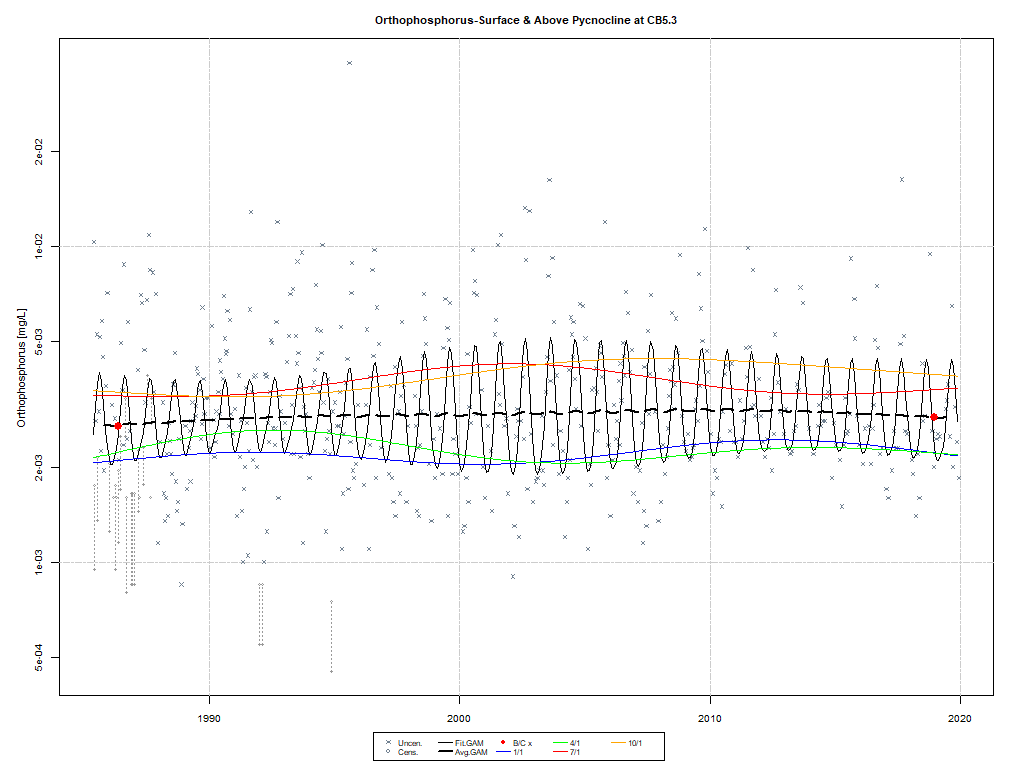 Orthophosphorus-Surface & Above Pycnocline at CB5.3
Orthophosphorus [mg/L]
2e-02
1e-02
5e-03
2e-03
1e-03
5e-04
1990 2000 2010 2020
Uncen. Fit.GAM B/C x 4/1 10/1
Cens. Avg.GAM 1/1 7/1